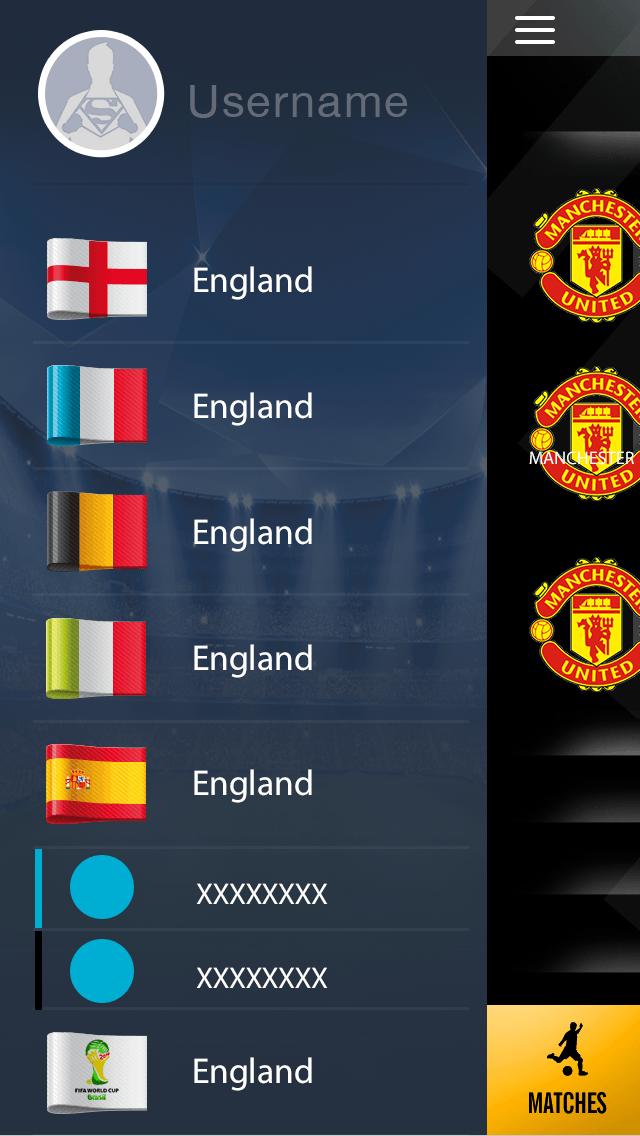 Username
England
England
England
England
England
XXXXXXXX
XXXXXXXX
FIFA WORLD CUP
Brasil
England
MANCHESTER
UNITED
MANCHESTER
MANCHESTER
UNITED
MANCHESTER
UNITED
MATCHES